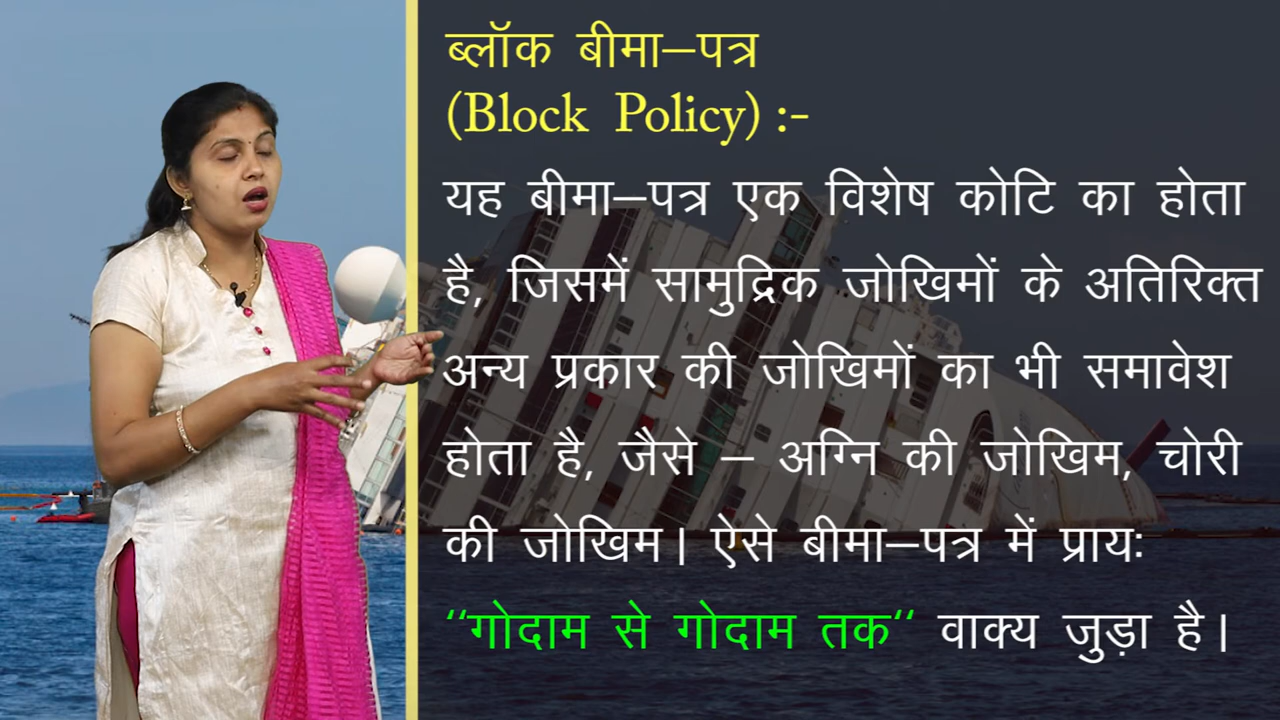 ब्लॉक बीमा–पत्र
(Block Policy) :-
यह बीमा–पत्र एक विशेष कोटि का होता
है, जिसमें सामुद्रिक जोखिमों के अतिरिक्त
अन्य प्रकार की जोखिमों का भी समावेश
होता है, जैसे – अग्नि की जोखिम, चोरी
की जोखिम। ऐसे बीमा–पत्र में प्रायः
‘‘गोदाम से गोदाम तक‘‘ वाक्य जुड़ा है।